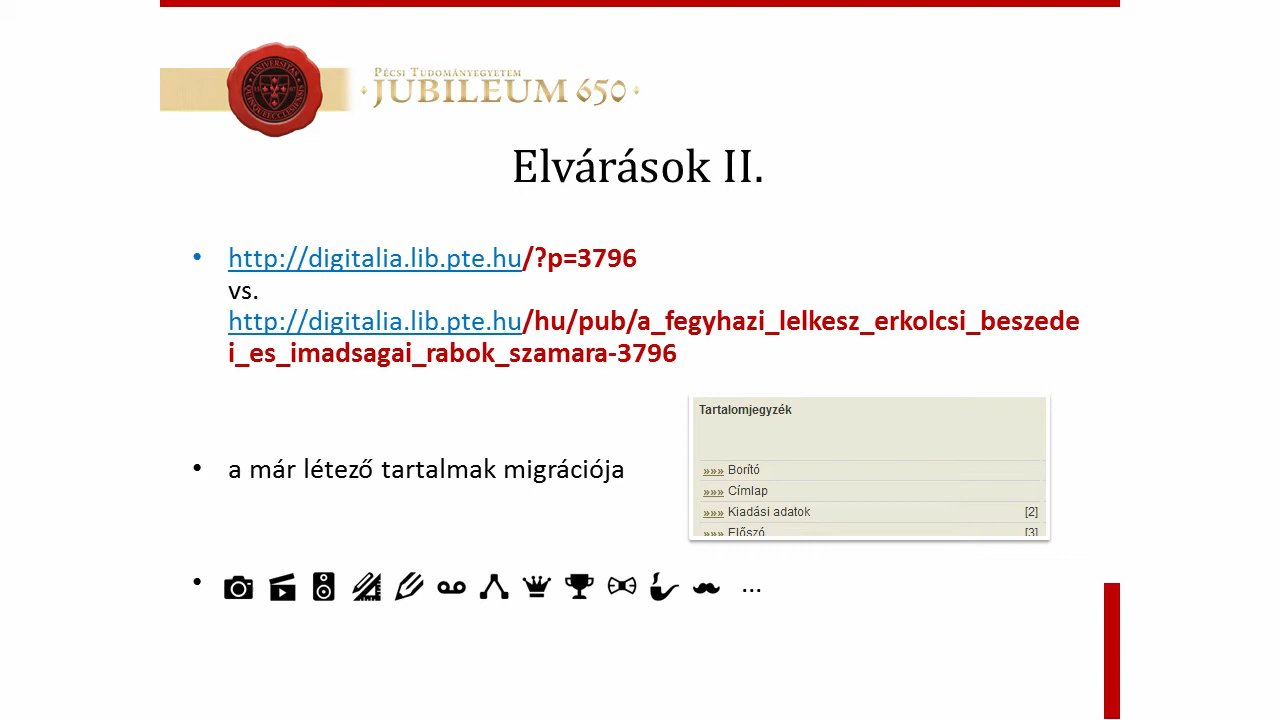 PÉCSI TUDOMÁNYEGYETEM
JUBILEUM 650
Elvárások II.
• http://digitalia.lib.pte.hu/?p=3796
vs.
http://digitalia.lib.pte.hu/hu/pub/a_fegyhazi_lelkesz_erkolcsi_beszede
i_es_imadsagai_rabok_szamara-3796
Tartalomjegyzék
»»» Borító
»»» Címlap
»»» Kiadási adatok [2]
»»» Előszó [3]
• a már létező tartalmak migrációja
• ...